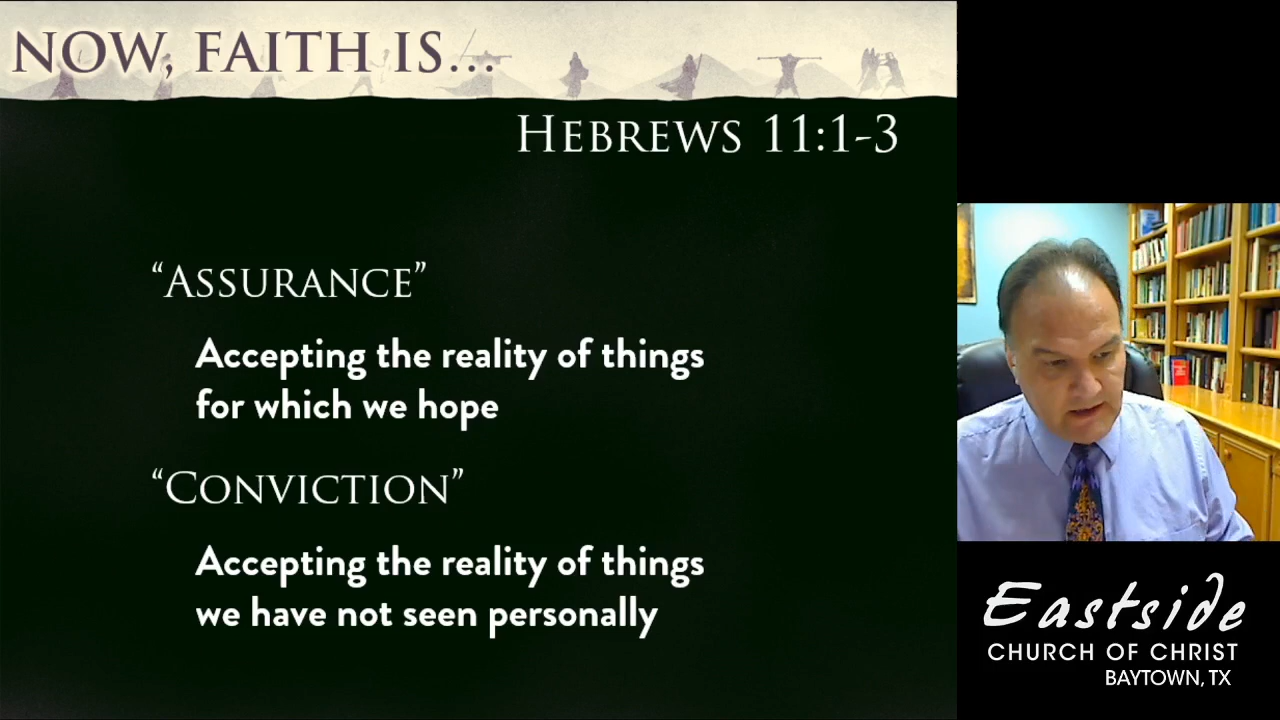 NOW, FAITH IS...
HEBREWS 11:1-3
“ASSURANCE”
Accepting the reality of things
for which we hope
“CONVICTION”
Accepting the reality of things
we have not seen personally
Eastside
CHURCH OF CHRIST
BAYTOWN, TX